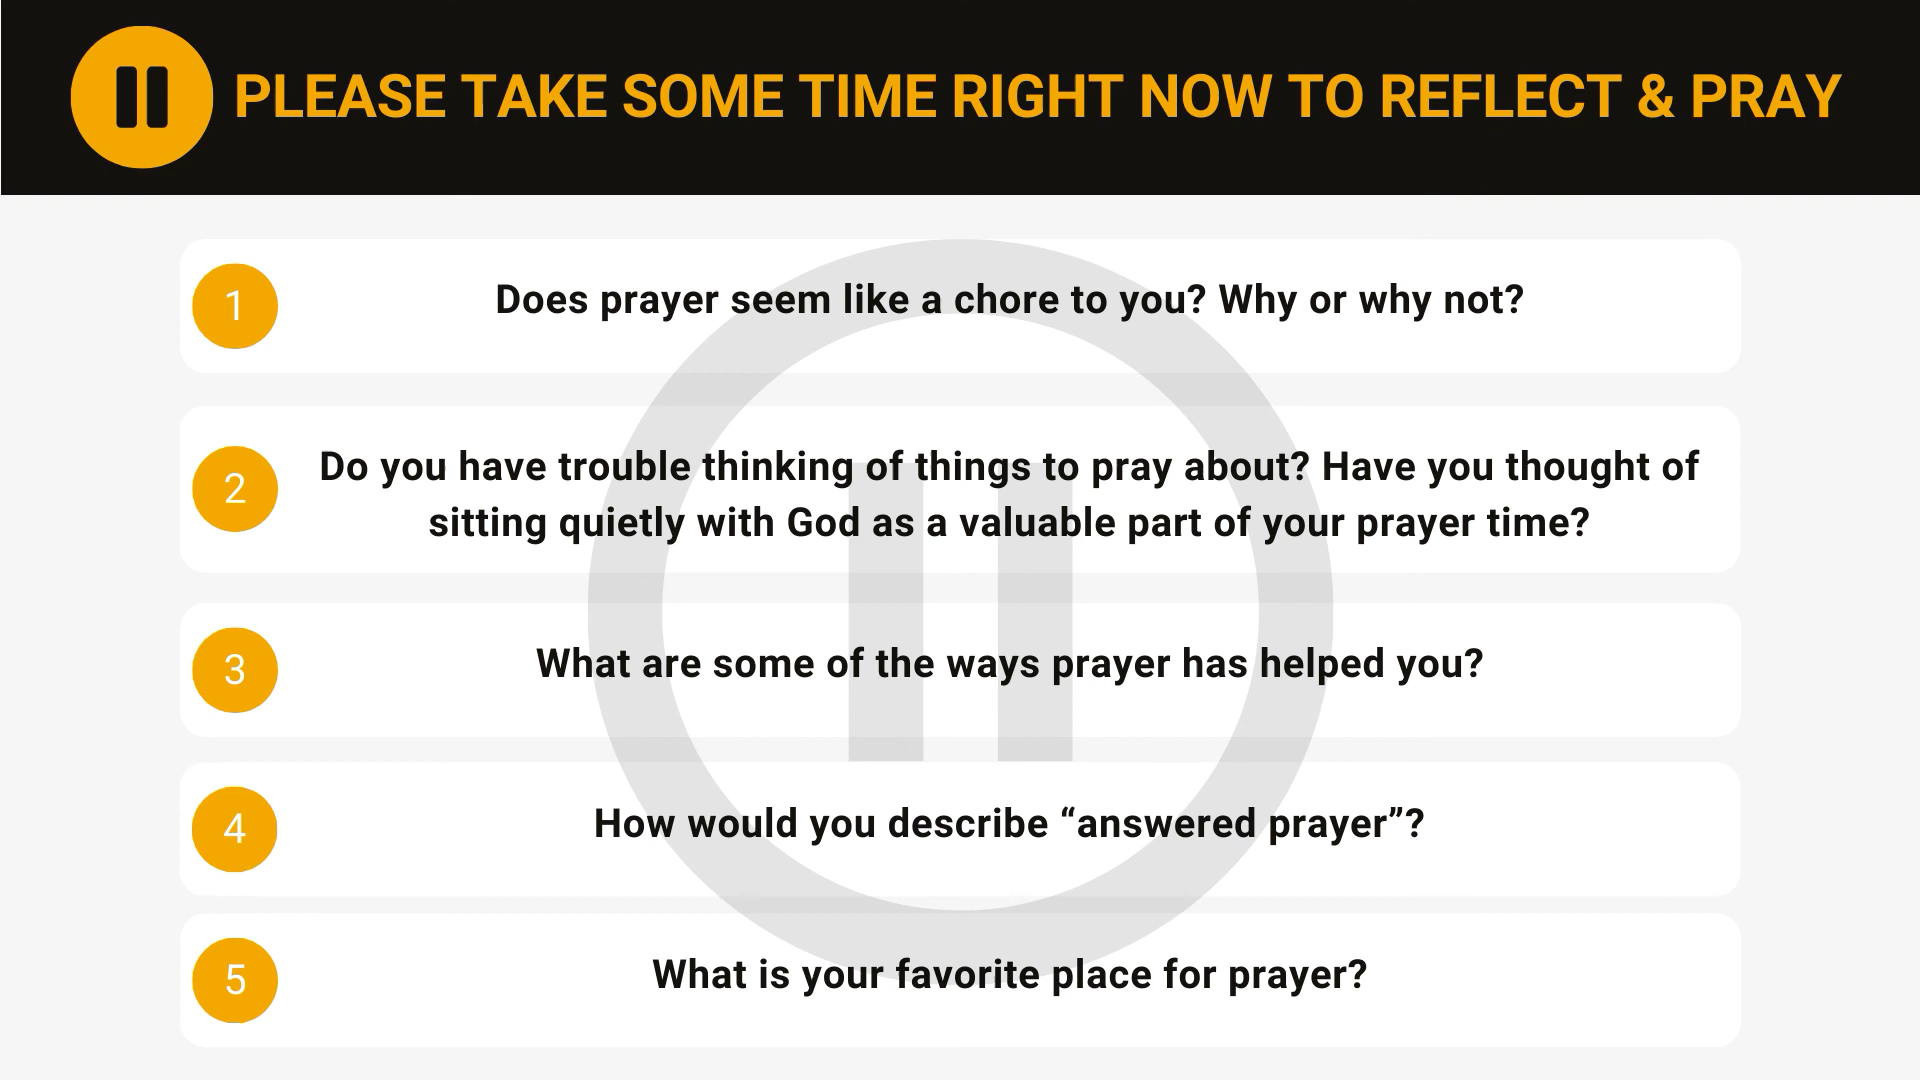 PLEASE TAKE SOME TIME RIGHT NOW TO REFLECT & PRAY
1
Does prayer seem like a chore to you? Why or why not?
2
Do you have trouble thinking of things to pray about? Have you thought of
sitting quietly with God as a valuable part of your prayer time?
3
What are some of the ways prayer has helped you?
4
How would you describe “answered prayer”?
5
What is your favorite place for prayer?